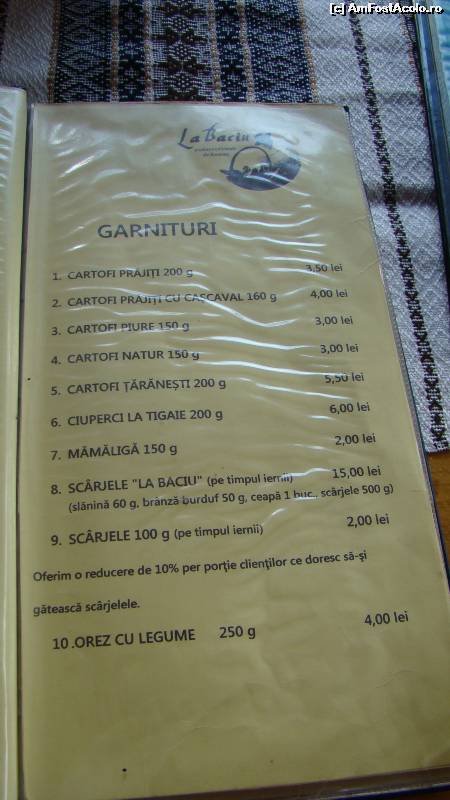 [c] AmFostAcolo.ro
La Baciu
GARNITURI
1. CARTOFI PRĂJIȚI 200 g 3,50 lei
2. CARTOFI PRĂJIȚI CU CAȘCAVAL 160 g 4,00 lei
3. CARTOFI PIURE 150 g 3,00 lei
4. CARTOFI NATUR 150 g 3,00 lei
5. CARTOFI ȚĂRĂNEȘTI 200 g 5,50 lei
6. CIUPERCI LA TIGAIE 200 g 6,00 lei
7. MĂMĂLIGĂ 150 g 2,00 lei
8. SCÂRJELE "LA BACIU" (pe timpul iernii) 15,00 lei
(slănină 60 g, brânză burduf 50 g, ceapă 1 buc., scârjele 500 g)
9. SCÂRJELE 100 g (pe timpul iernii) 2,00 lei
Oferim o reducere de 10% per porție clienților ce doresc să-și
gătească scârjelele.
10 .OREZ CU LEGUME 250 g 4,00 lei